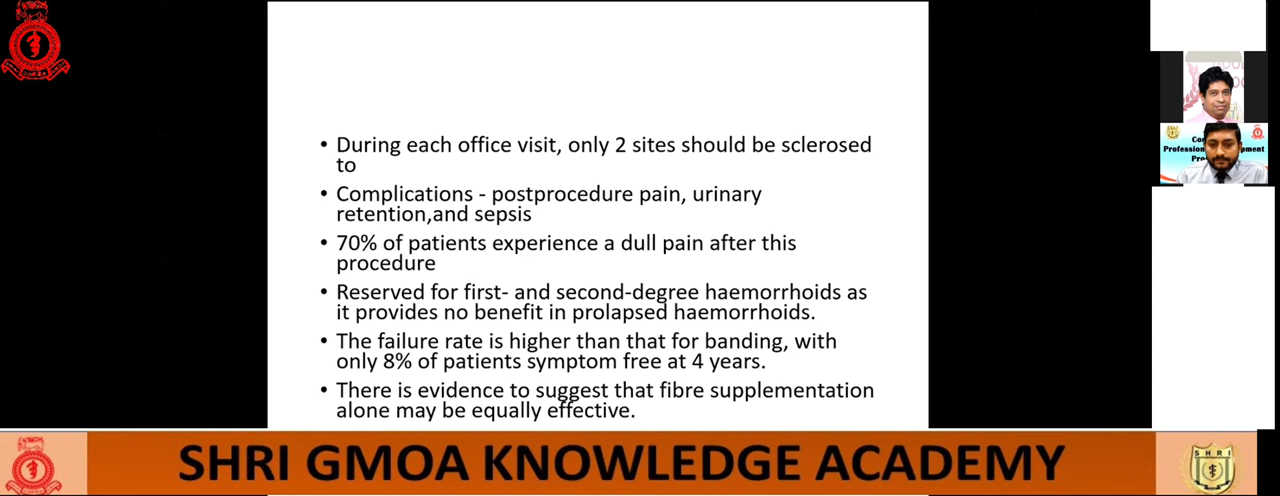 • During each office visit, only 2 sites should be sclerosed
to
• Complications - postprocedure pain, urinary
retention,and sepsis
• 70% of patients experience a dull pain after this
procedure
• Reserved for first- and second-degree haemorrhoids as
it provides no benefit in prolapsed haemorrhoids.
• The failure rate is higher than that for banding, with
only 8% of patients symptom free at 4 years.
• There is evidence to suggest that fibre supplementation
alone may be equally effective.
SHRI GMOA KNOWLEDGE ACADEMY
SHRI